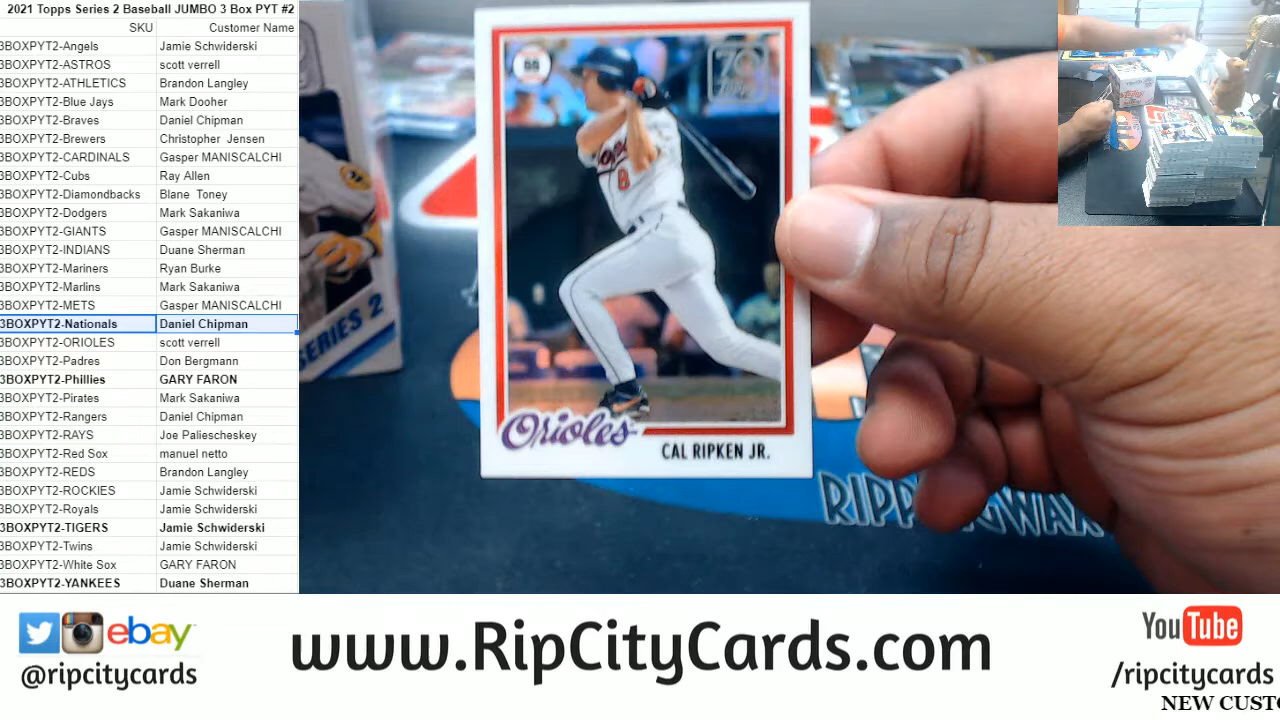 2021 Topps Series 2 Baseball JUMBO 3 Box PYT #2
SKU Customer Name
3BOXPYT2-Angels Jamie Schwiderski
3BOXPYT2-ASTROS scott verrell
3BOXPYT2-ATHLETICS Brandon Langley
3BOXPYT2-Blue Jays Mark Dooher
3BOXPYT2-Braves Daniel Chipman
3BOXPYT2-Brewers Christopher Jensen
3BOXPYT2-CARDINALS Gasper MANISCALCHI
3BOXPYT2-Cubs Ray Allen
3BOXPYT2-Diamondbacks Blane Toney
3BOXPYT2-Dodgers Mark Sakaniwa
3BOXPYT2-GIANTS Gasper MANISCALCHI
3BOXPYT2-INDIANS Duane Sherman
3BOXPYT2-Mariners Ryan Burke
3BOXPYT2-Marlins Mark Sakaniwa
3BOXPYT2-METS Gasper MANISCALCHI
3BOXPYT2-Nationals Daniel Chipman
3BOXPYT2-ORIOLES scott verrell
3BOXPYT2-Padres Don Bergmann
3BOXPYT2-Phillies GARY FARON
3BOXPYT2-Pirates Mark Sakaniwa
3BOXPYT2-Rangers Daniel Chipman
3BOXPYT2-RAYS Joe Paliescheskey
3BOXPYT2-Red Sox manuel netto
3BOXPYT2-REDS Brandon Langley
3BOXPYT2-ROCKIES Jamie Schwiderski
3BOXPYT2-Royals Jamie Schwiderski
3BOXPYT2-TIGERS Jamie Schwiderski
3BOXPYT2-Twins Jamie Schwiderski
3BOXPYT2-White Sox GARY FARON
3BOXPYT2-YANKEES Duane Sherman
SERIES 2
70
8
Orioles
CAL RIPKEN JR.
ebay
@ripcitycards
www.RipCityCards.com
YouTube
/ripcitycards
NEW CUSTO